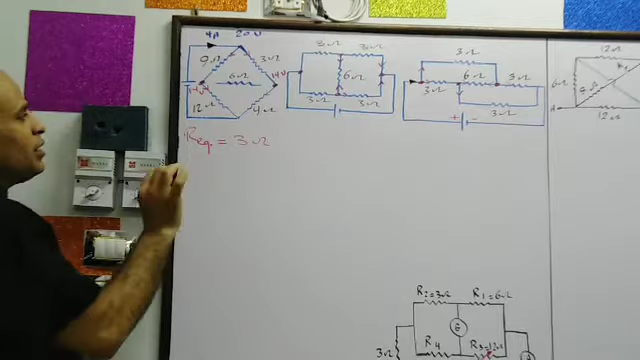 4A 20V
9Ω 3Ω
6Ω 14V
12Ω 4Ω
Req. = 3Ω
3Ω 3Ω
6Ω
3Ω 3Ω
3Ω
3Ω 6Ω 3Ω
3Ω
+ -
12Ω
6Ω
A 12Ω
R2=3Ω R1=6Ω
G
R4 R3=12Ω
3Ω